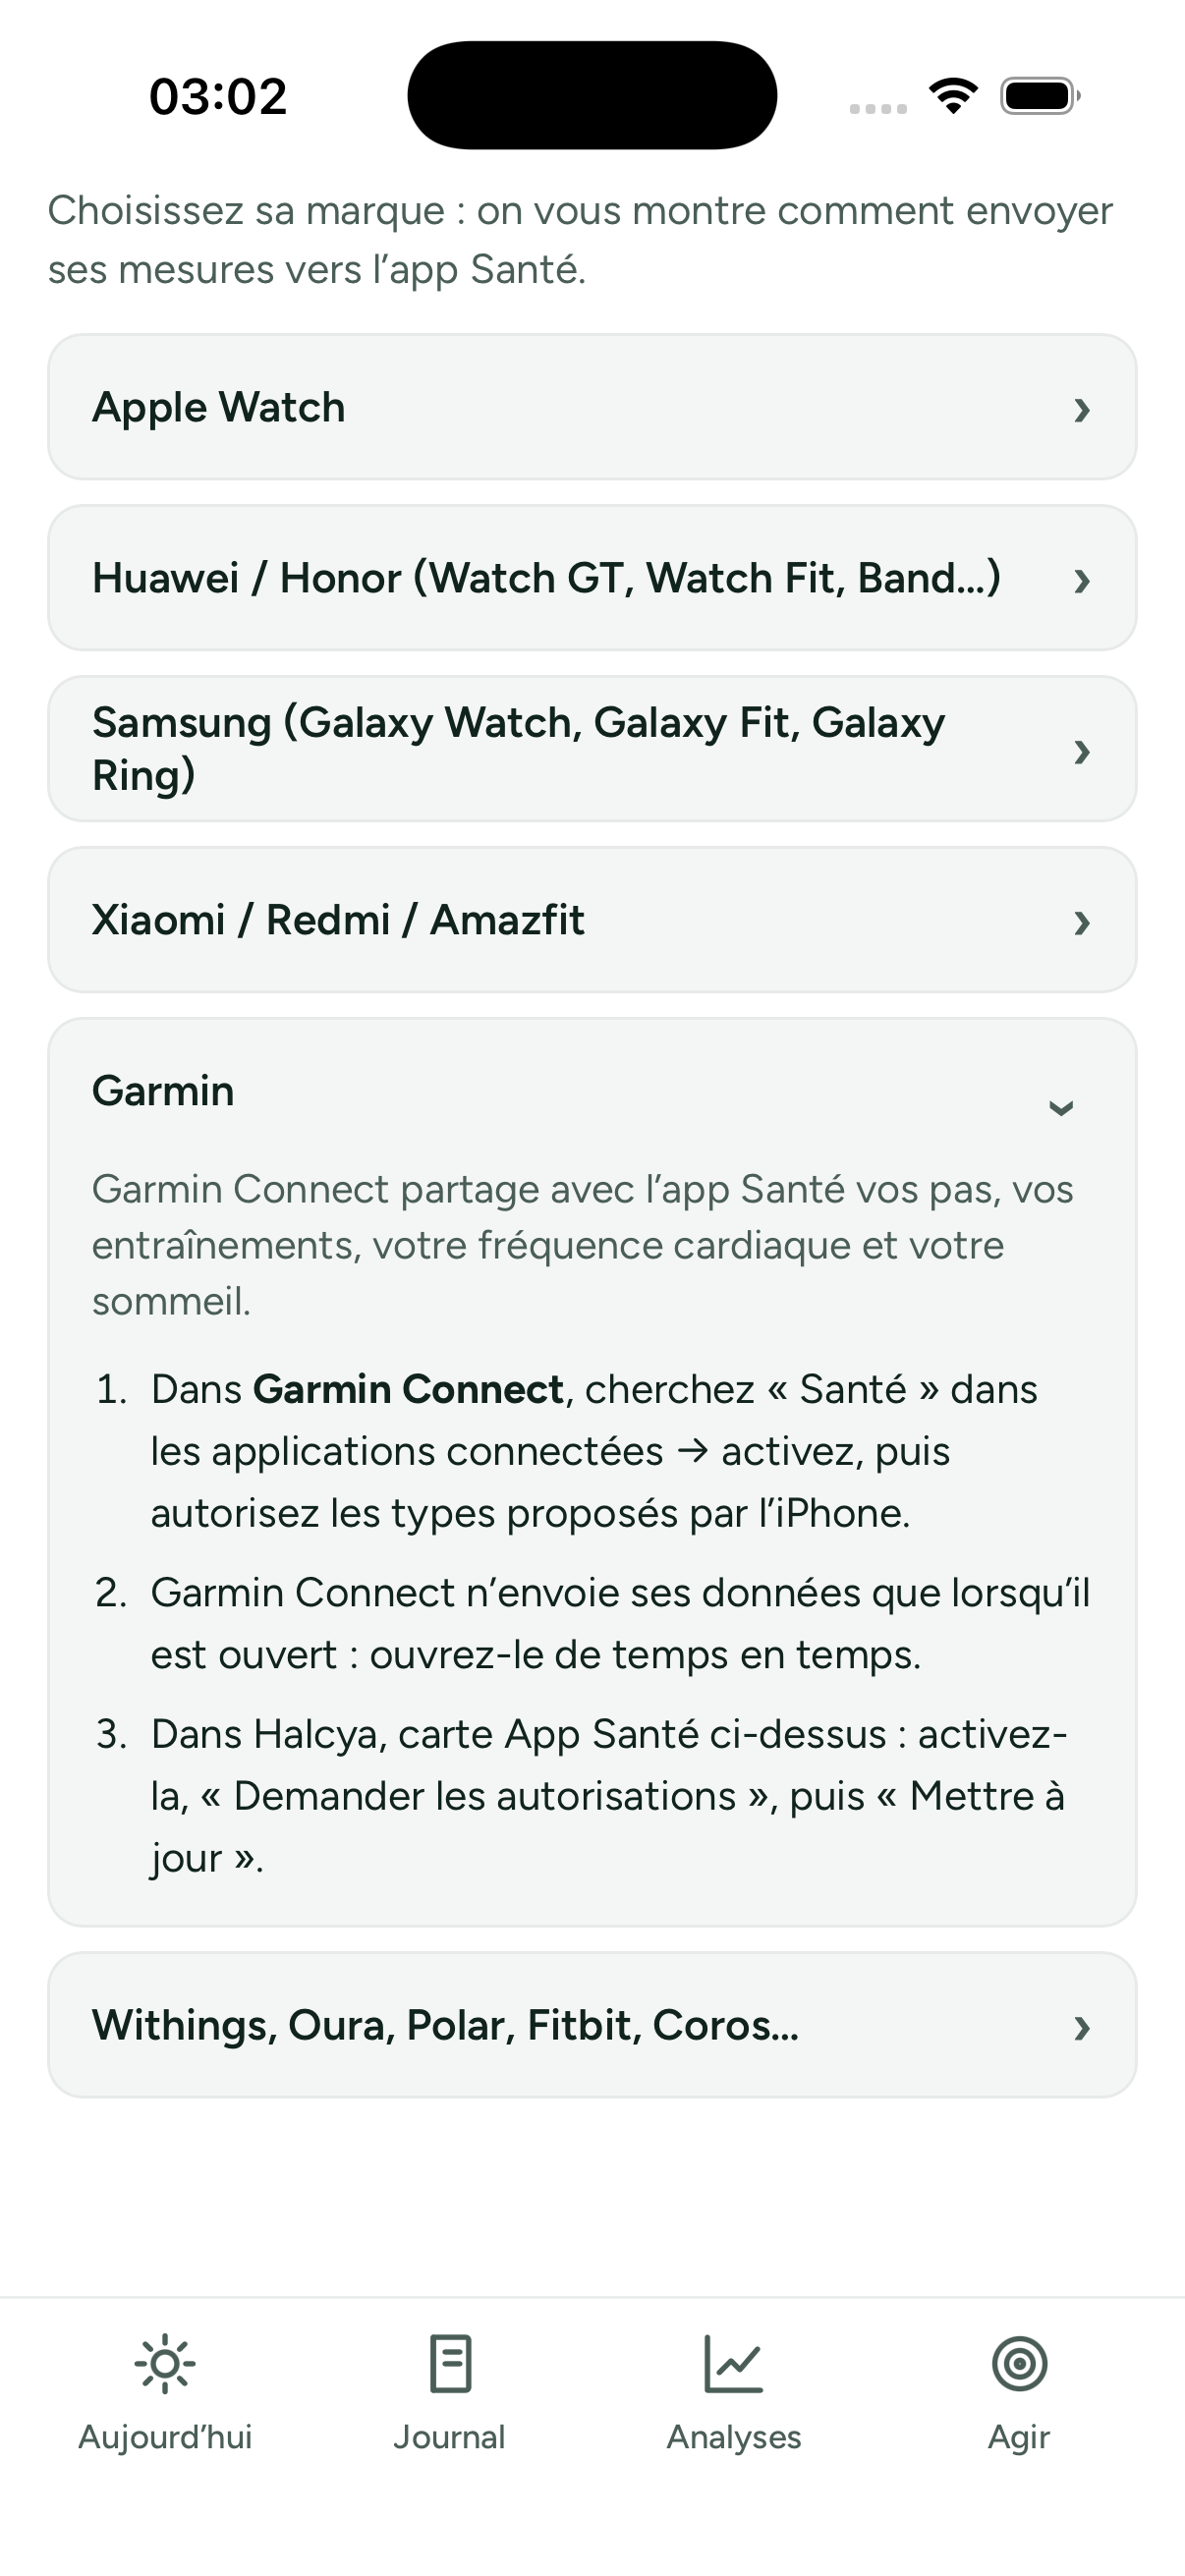 03:02
Choisissez sa marque : on vous montre comment envoyer
ses mesures vers l’app Santé.
Apple Watch
Huawei / Honor (Watch GT, Watch Fit, Band…)
Samsung (Galaxy Watch, Galaxy Fit, Galaxy
Ring)
Xiaomi / Redmi / Amazfit
Garmin
Garmin Connect partage avec l’app Santé vos pas, vos
entraînements, votre fréquence cardiaque et votre
sommeil.
1. Dans Garmin Connect, cherchez « Santé » dans
les applications connectées → activez, puis
autorisez les types proposés par l’iPhone.
2. Garmin Connect n’envoie ses données que lorsqu’il
est ouvert : ouvrez-le de temps en temps.
3. Dans Halcya, carte App Santé ci-dessus : activez-
la, « Demander les autorisations », puis « Mettre à
jour ».
Withings, Oura, Polar, Fitbit, Coros…
Aujourd’hui
Journal
Analyses
Agir